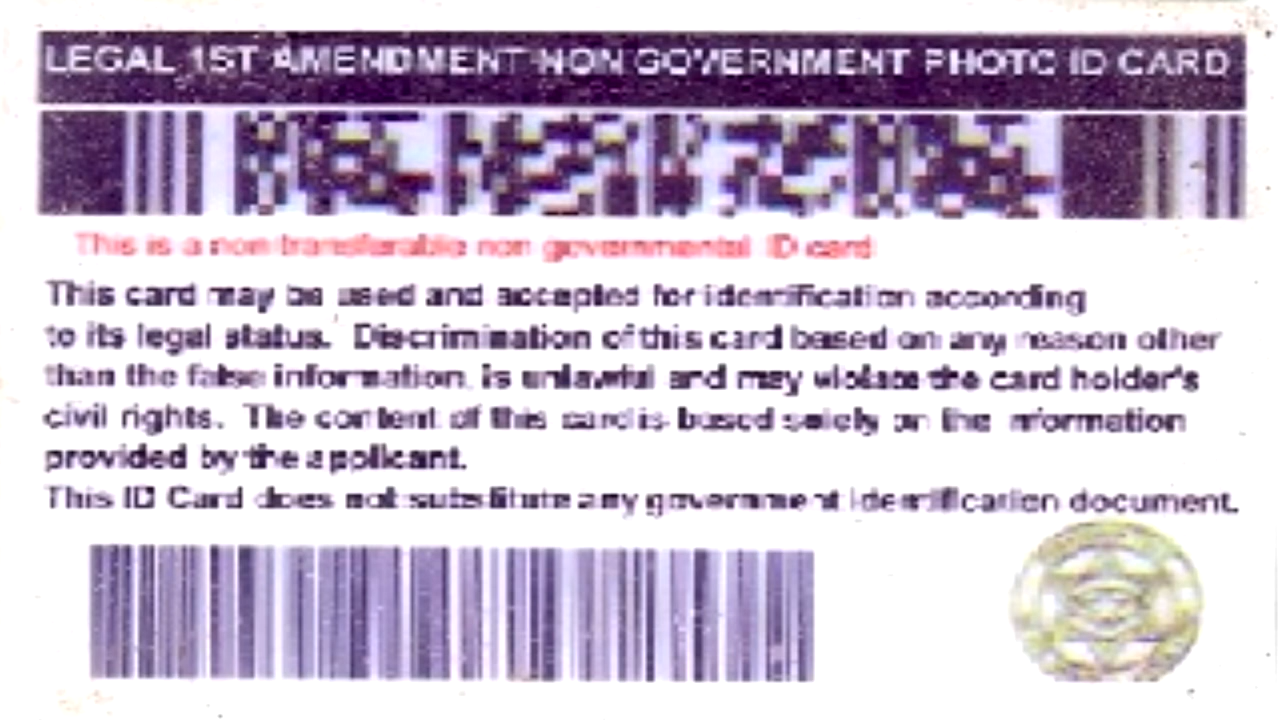 LEGAL 1ST AMENDMENT NON GOVERNMENT PHOTO ID CARD
This is a non transferable non governmental ID card
This card may be used and accepted for identification according
to its legal status. Discrimination of this card based on any reason other
than the false information, is unlawful and may violate the card holder's
civil rights. The content of this card is based solely on the information
provided by the applicant.
This ID Card does not substitute any government identification document.